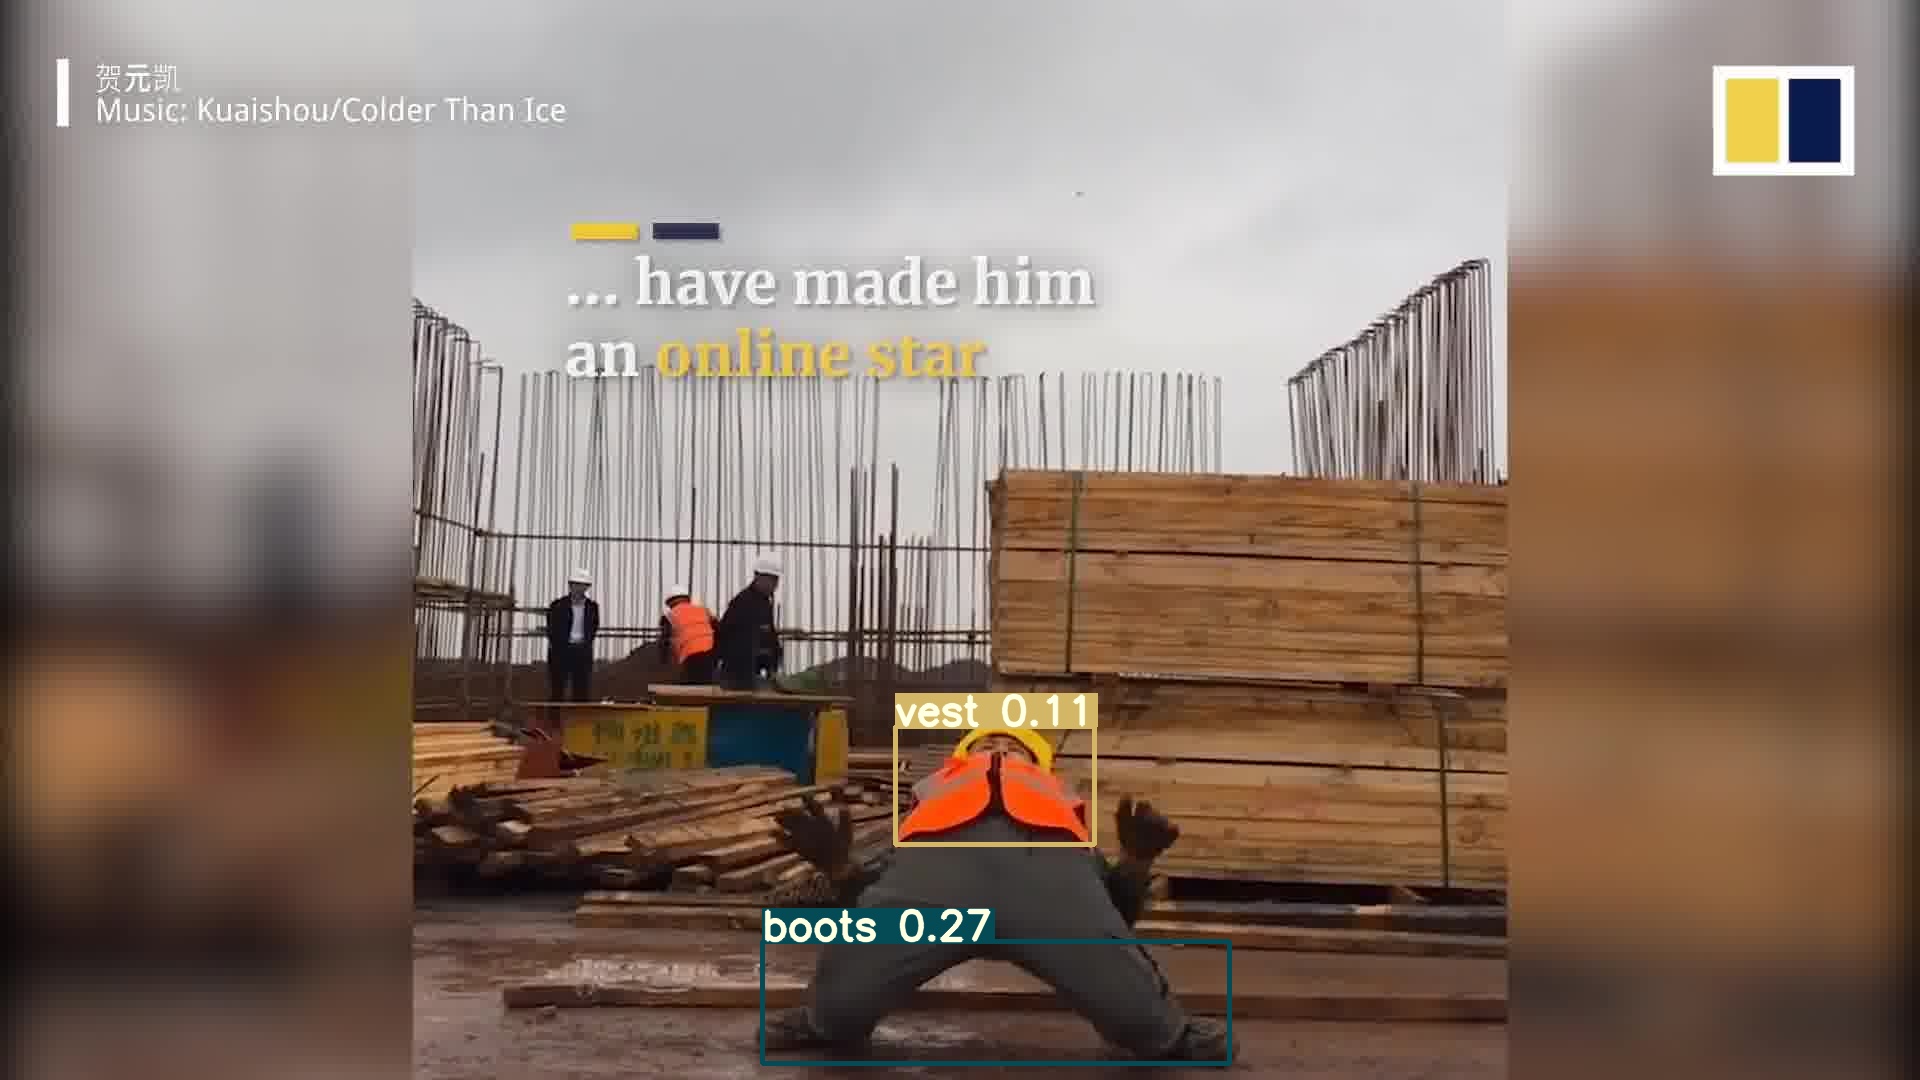 贺元凯
Music: Kuaishou/Colder Than Ice
... have made him
an online star
vest 0.11
boots 0.27